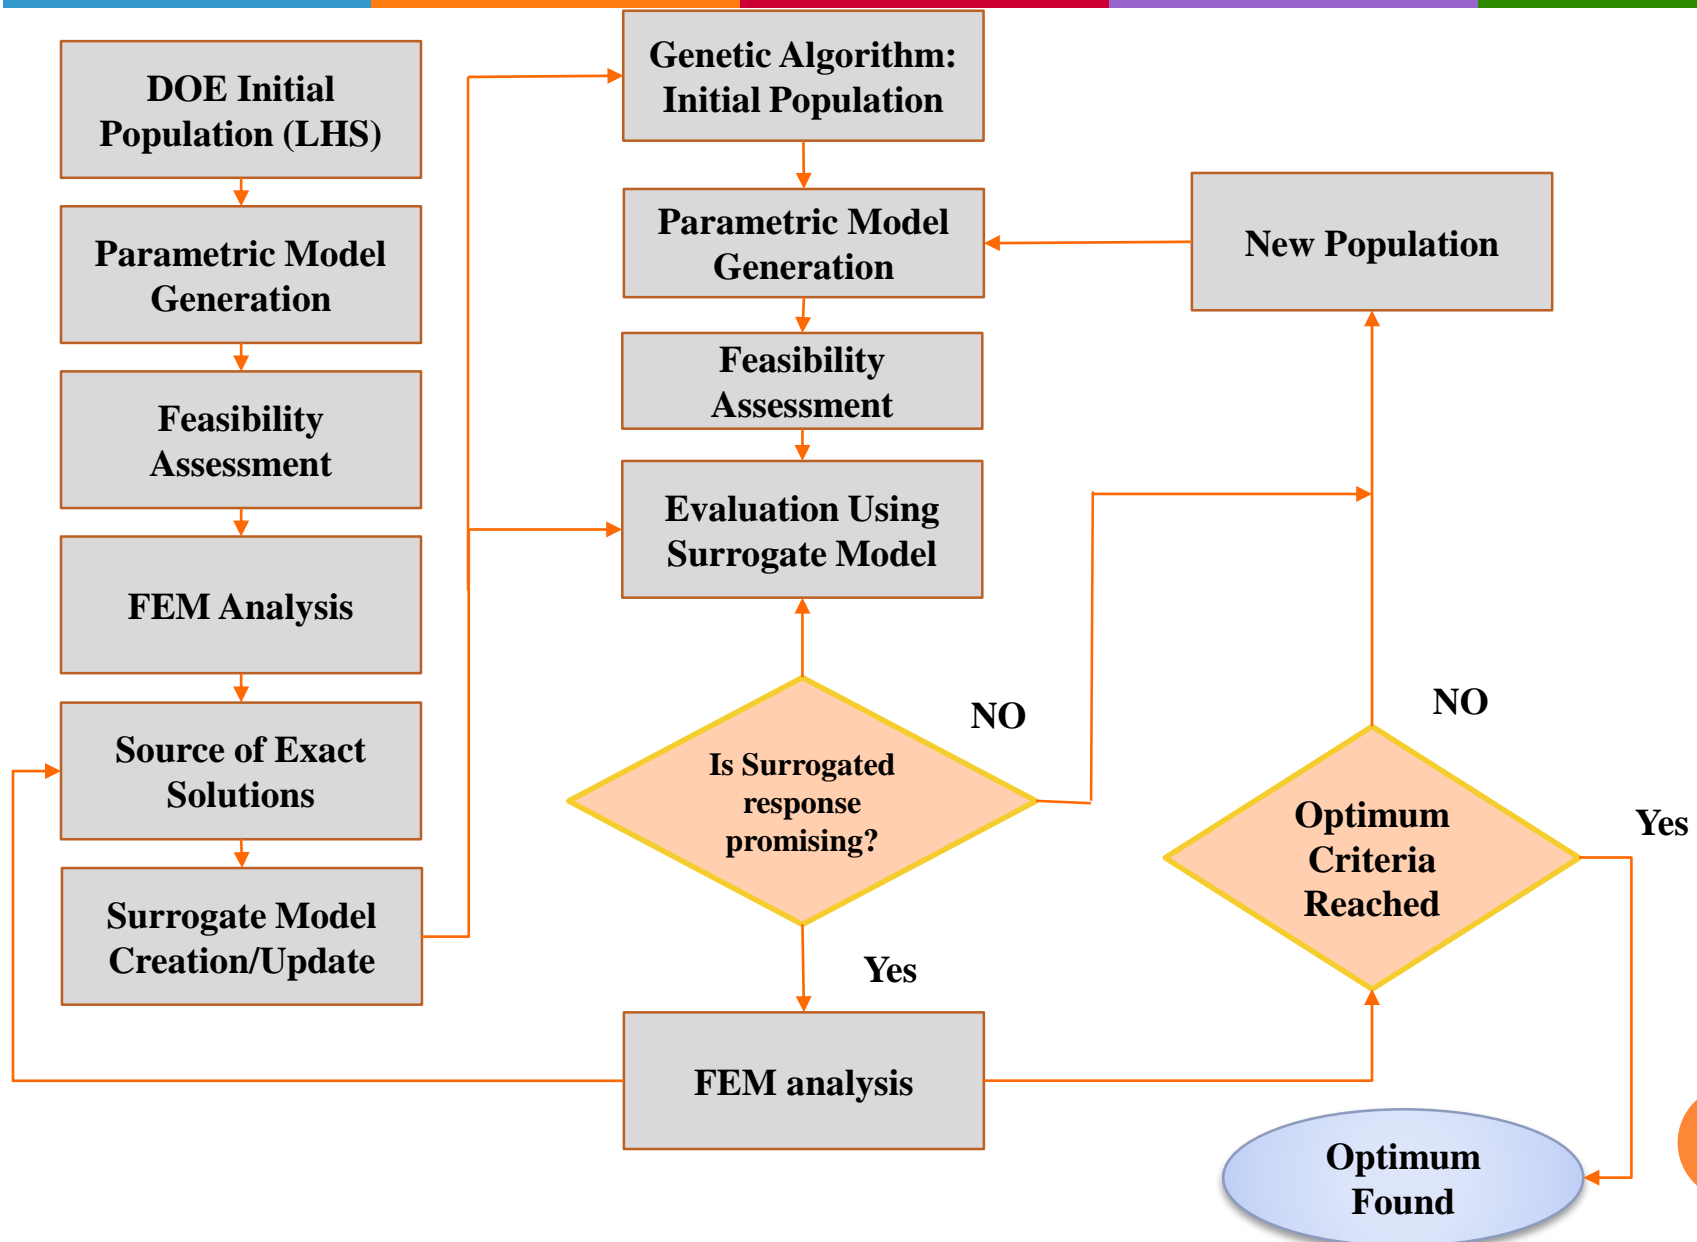 DOE Initial
Population (LHS)
Parametric Model
Generation
Feasibility
Assessment
FEM Analysis
Source of Exact
Solutions
Surrogate Model
Creation/Update
Genetic Algorithm:
Initial Population
Parametric Model
Generation
Feasibility
Assessment
Evaluation Using
Surrogate Model
Is Surrogated
response
promising?
NO
Yes
FEM analysis
New Population
NO
Optimum
Criteria
Reached
Yes
Optimum
Found